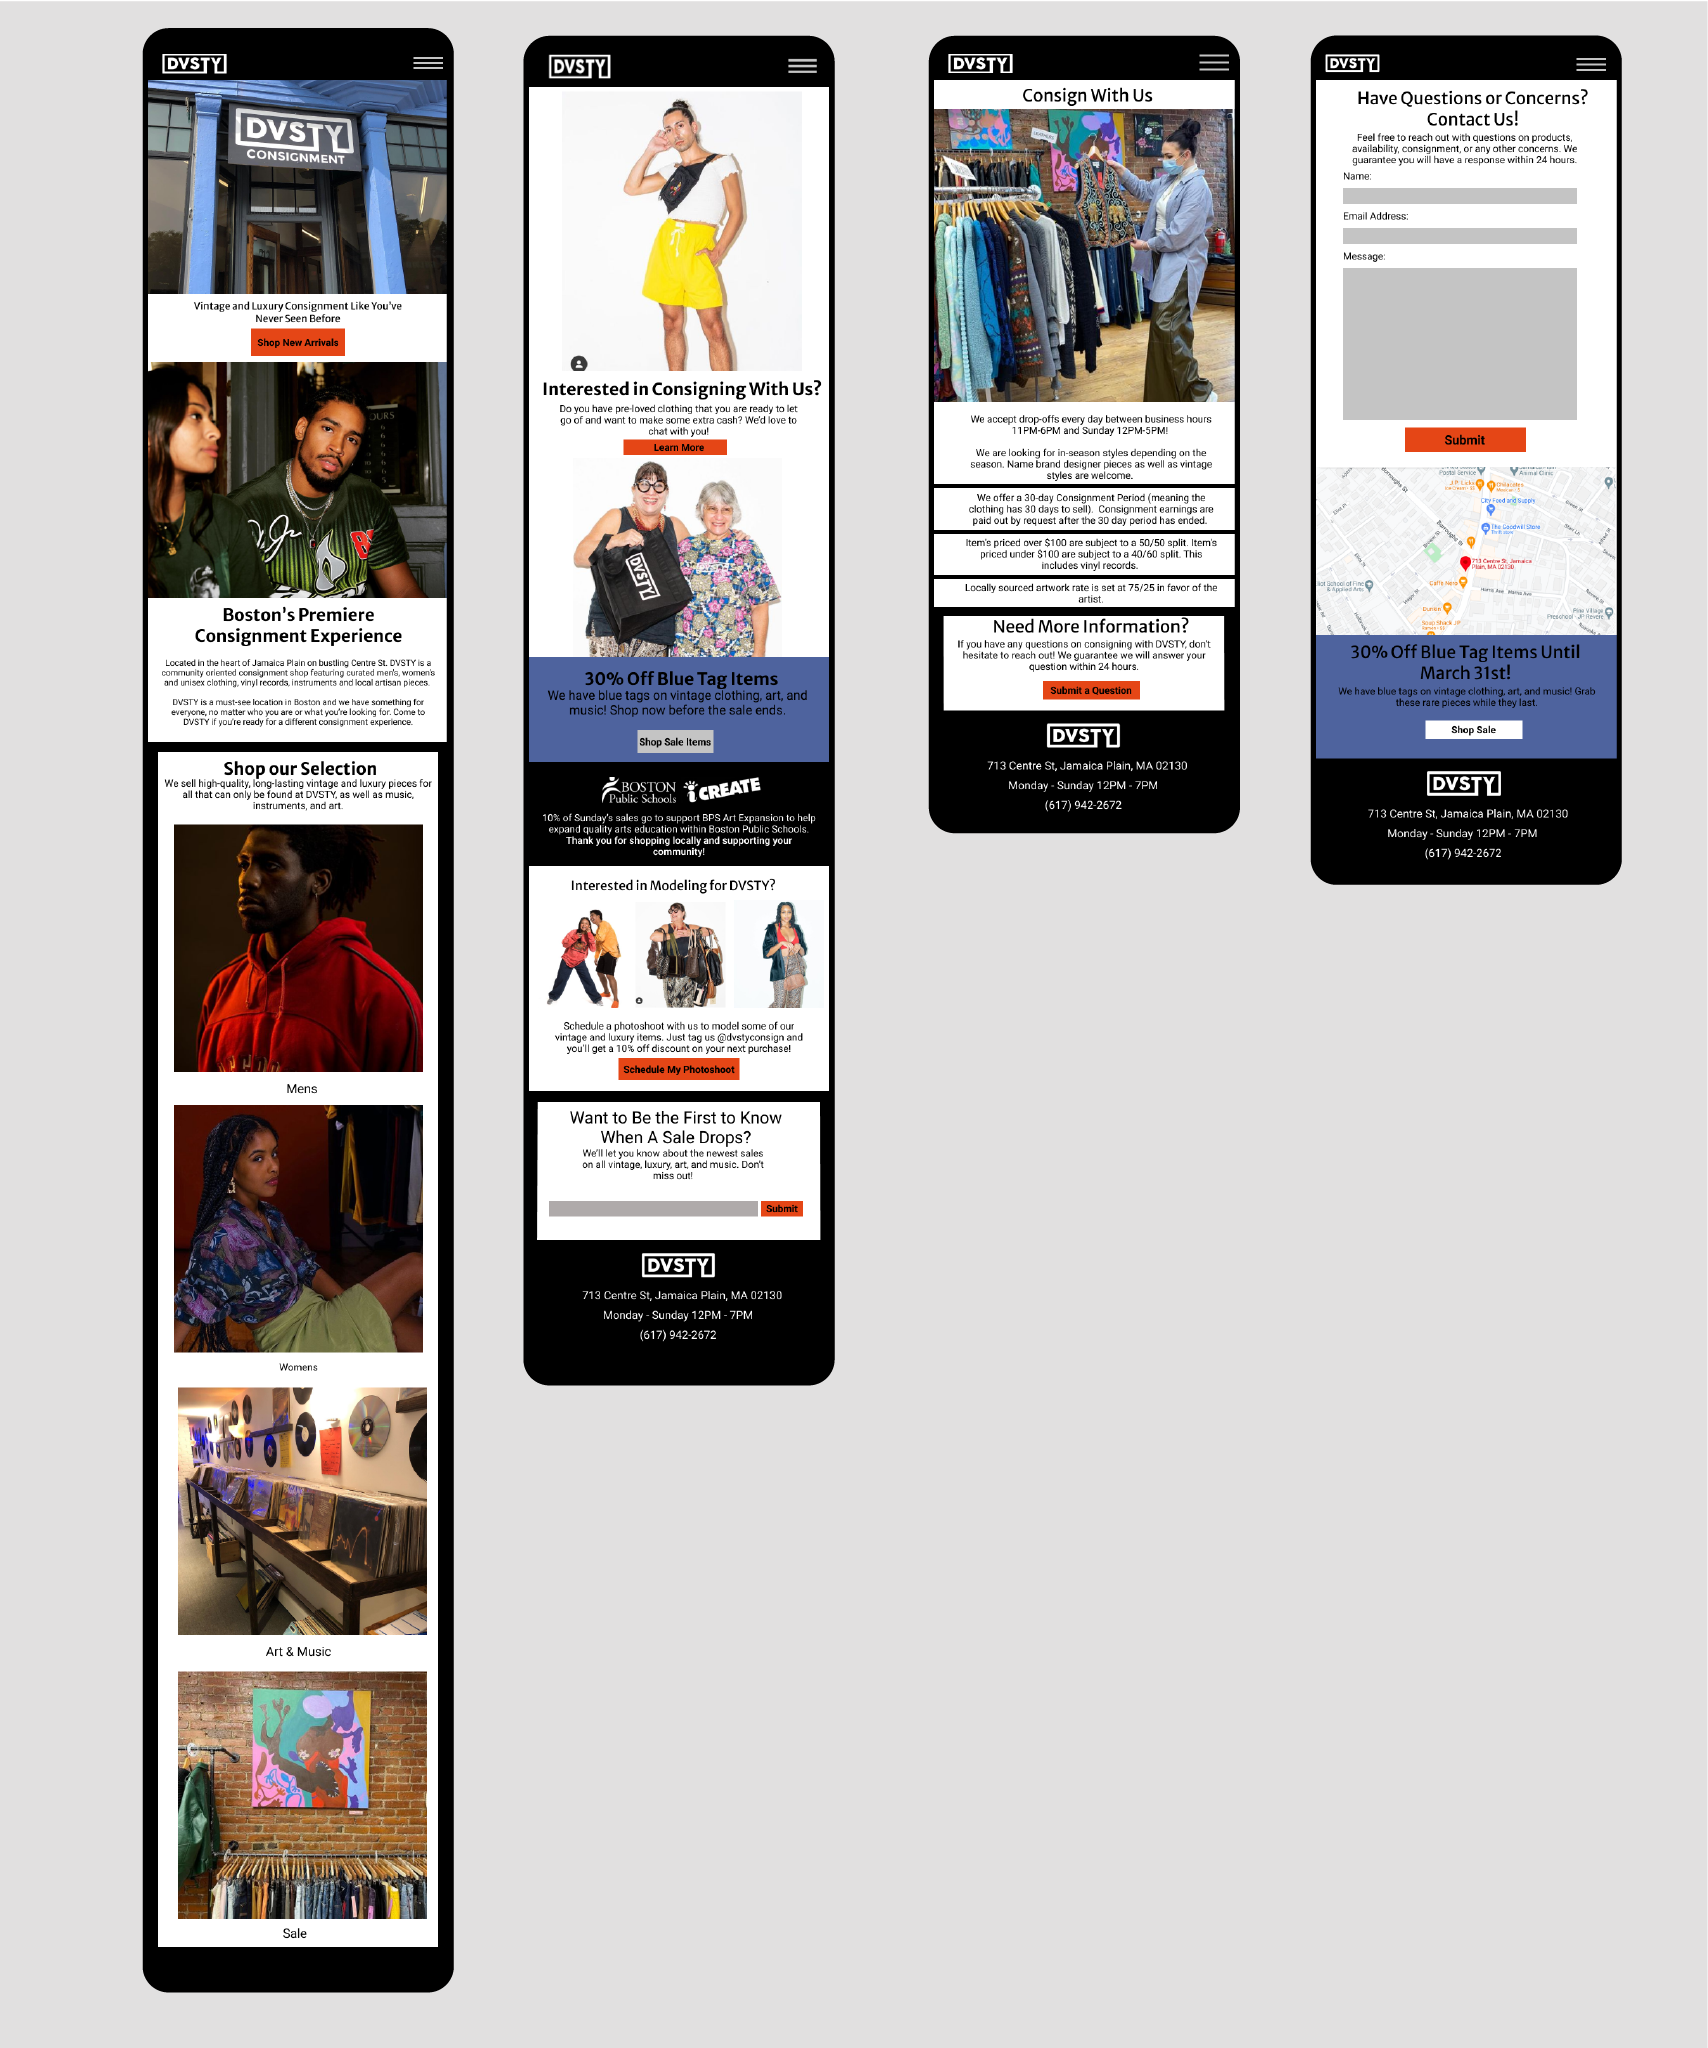 DVSTY
DVSTY
CONSIGNMENT
Vintage and Luxury Consignment Like You've
Never Seen Before
Shop New Arrivals
OURS
Boston's Premiere
Consignment Experience
Located in the heart of Jamaica Plain on bustling Centre St. DVSTY is a
community oriented consignment shop featuring curated men's, women's
and unisex clothing, vinyl records, instruments and local artisan pieces.
DVSTY is a must-see location in Boston and we have something for
everyone, no matter who you are or what you're looking for. Come to
DVSTY if you're ready for a different consignment experience.
Shop our Selection
We sell high-quality, long-lasting vintage and luxury pieces for
all that can only be found at DVSTY, as well as music,
instruments, and art.
Mens
Womens
Art & Music
Sale
DVSTY
Interested in Consigning With Us?
Do you have pre-loved clothing that you are ready to let
go of and want to make some extra cash? We'd love to
chat with you!
Learn More
DVSTY
30% Off Blue Tag Items
We have blue tags on vintage clothing, art, and
music! Shop now before the sale ends.
Shop Sale Items
BOSTON
Public Schools
iCREATE
10% of Sunday's sales go to support BPS Art Expansion to help
expand quality arts education within Boston Public Schools.
Thank you for shopping locally and supporting your
community!
Interested in Modeling for DVSTY?
Schedule a photoshoot with us to model some of our
vintage and luxury items. Just tag us @dvstyconsign and
you'll get a 10% off discount on your next purchase!
Schedule My Photoshoot
Want to Be the First to Know
When A Sale Drops?
We'll let you know about the newest sales
on all vintage, luxury, art, and music. Don't
miss out!
Submit
DVSTY
713 Centre St, Jamaica Plain, MA 02130
Monday - Sunday 12PM - 7PM
(617) 942-2672
DVSTY
Consign With Us
We accept drop-offs every day between business hours
11PM-6PM and Sunday 12PM-5PM!
We are looking for in-season styles depending on the
season. Name brand designer pieces as well as vintage
styles are welcome.
We offer a 30-day Consignment Period (meaning the
clothing has 30 days to sell). Consignment earnings are
paid out by request after the 30 day period has ended.
Item's priced over $100 are subject to a 50/50 split. Item's
priced under $100 are subject to a 40/60 split. This
includes vinyl records.
Locally sourced artwork rate is set at 75/25 in favor of the
artist.
Need More Information?
If you have any questions on consigning with DVSTY, don't
hesitate to reach out! We guarantee we will answer your
question within 24 hours.
Submit a Question
DVSTY
713 Centre St, Jamaica Plain, MA 02130
Monday - Sunday 12PM - 7PM
(617) 942-2672
DVSTY
Have Questions or Concerns?
Contact Us!
Feel free to reach out with questions on products,
availability, consignment, or any other concerns. We
guarantee you will have a response within 24 hours.
Name:
Email Address:
Message:
Submit
Postal Service
Animal Clinic
J.P. Licks
City Food and Supply
The Goodwill Store
713 Centre St, Jamaica
Plain, MA 02130
Caffè Nero
& Applied Arts
Harris Ave
Dunkin'
Pine Village
Preschool - JP Revere
30% Off Blue Tag Items Until
March 31st!
We have blue tags on vintage clothing, art, and music! Grab
these rare pieces while they last.
Shop Sale
DVSTY
713 Centre St, Jamaica Plain, MA 02130
Monday - Sunday 12PM - 7PM
(617) 942-2672